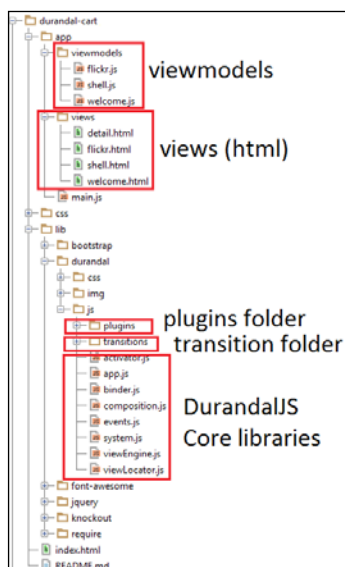 durandal-cart
app
viewmodels
flickr.js
shell.js
welcome.js
viewmodels
views
detail.html
flickr.html
shell.html
welcome.html
views (html)
main.js
css
lib
bootstrap
durandal
css
img
js
plugins
plugins folder
transitions
transition folder
activator.js
app.js
binder.js
composition.js
events.js
system.js
viewEngine.js
viewLocator.js
DurandalJS
Core libraries
font-awesome
jquery
knockout
require
index.html
README.md